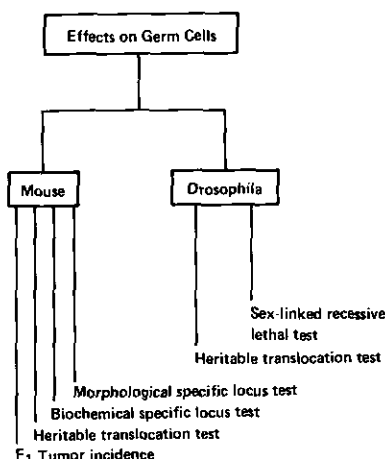 Effects on Germ Cells
Mouse
Drosophila
Sex-linked recessive
lethal test
Heritable translocation test
Morphological specific locus test
Biochemical specific locus test
Heritable translocation test
F1 Tumor incidence